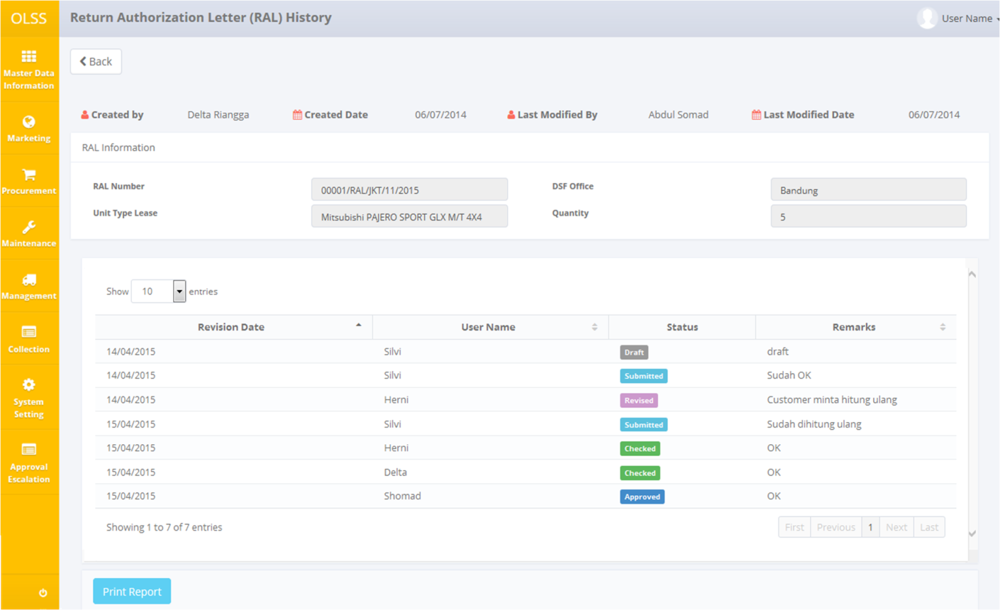 OLSS
Return Authorization Letter (RAL) History
User Name
Back
Master Data
Information
Marketing
Procurement
Maintenance
Management
Collection
System
Setting
Approval
Escalation
Created by Delta Riangga Created Date 06/07/2014 Last Modified By Abdul Somad Last Modified Date 06/07/2014
RAL Information
RAL Number 00001/RAL/JKT/11/2015 DSF Office Bandung
Unit Type Lease Mitsubishi PAJERO SPORT GLX M/T 4X4 Quantity 5
Show 10 entries
Revision Date User Name Status Remarks
14/04/2015 Silvi Draft draft
14/04/2015 Silvi Submitted Sudah OK
14/04/2015 Herni Revised Customer minta hitung ulang
15/04/2015 Silvi Submitted Sudah dihitung ulang
15/04/2015 Herni Checked OK
15/04/2015 Delta Checked OK
15/04/2015 Shomad Approved OK
Showing 1 to 7 of 7 entries First Previous 1 Next Last
Print Report